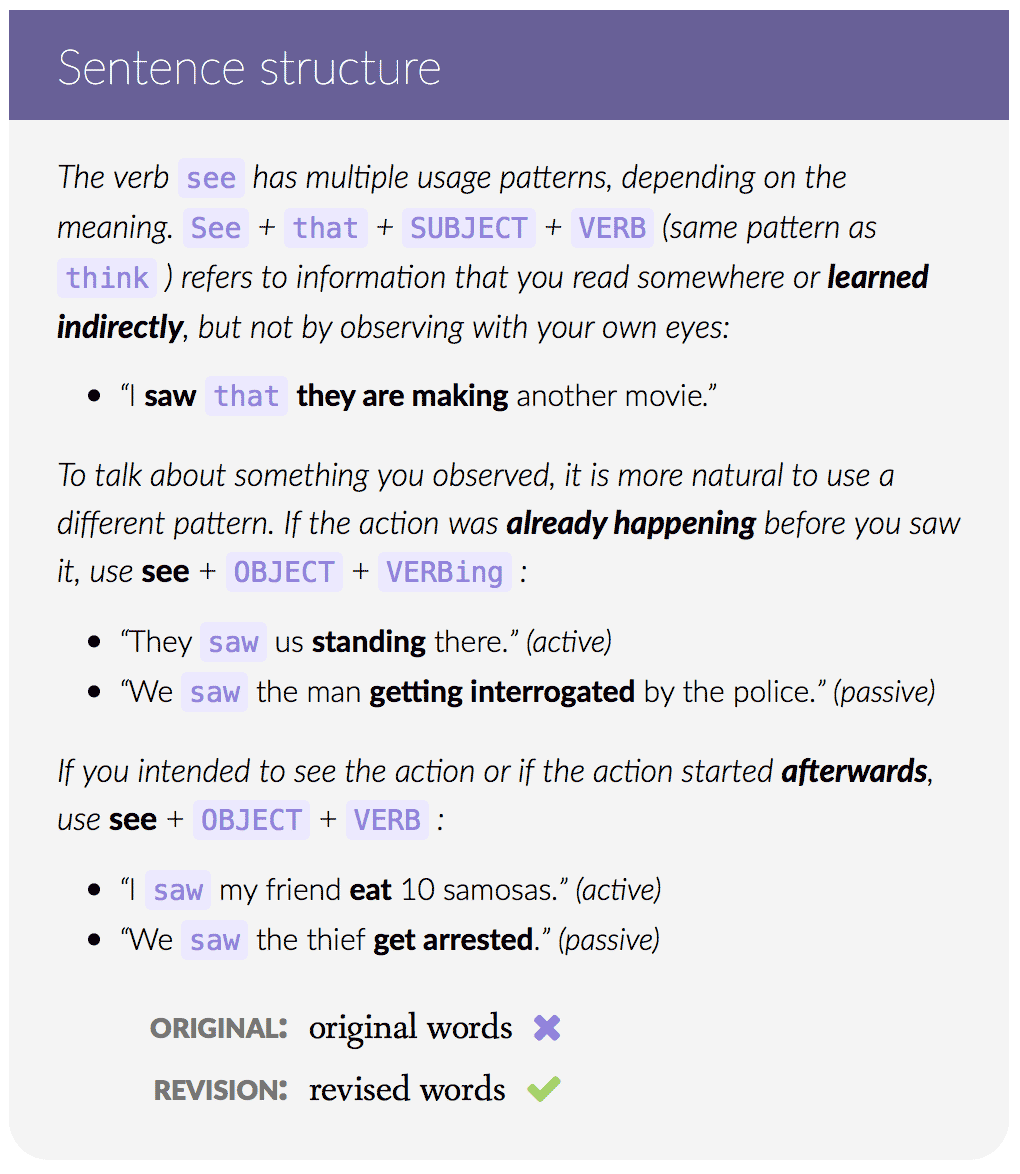 Sentence structure
The verb see has multiple usage patterns, depending on the
meaning. See + that + SUBJECT + VERB (same pattern as
think ) refers to information that you read somewhere or learned
indirectly, but not by observing with your own eyes:
• “I saw that they are making another movie.”
To talk about something you observed, it is more natural to use a
different pattern. If the action was already happening before you saw
it, use see + OBJECT + VERBing :
• “They saw us standing there.” (active)
• “We saw the man getting interrogated by the police.” (passive)
If you intended to see the action or if the action started afterwards,
use see + OBJECT + VERB :
• “I saw my friend eat 10 samosas.” (active)
• “We saw the thief get arrested.” (passive)
ORIGINAL: original words ✖
REVISION: revised words ✔